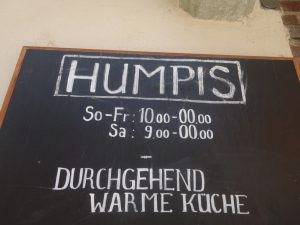 HUMPIS
So-Fr: 10.00-00.00
Sa: 9.00-00.00
-
DURCHGEHEND
WARME KÜCHE